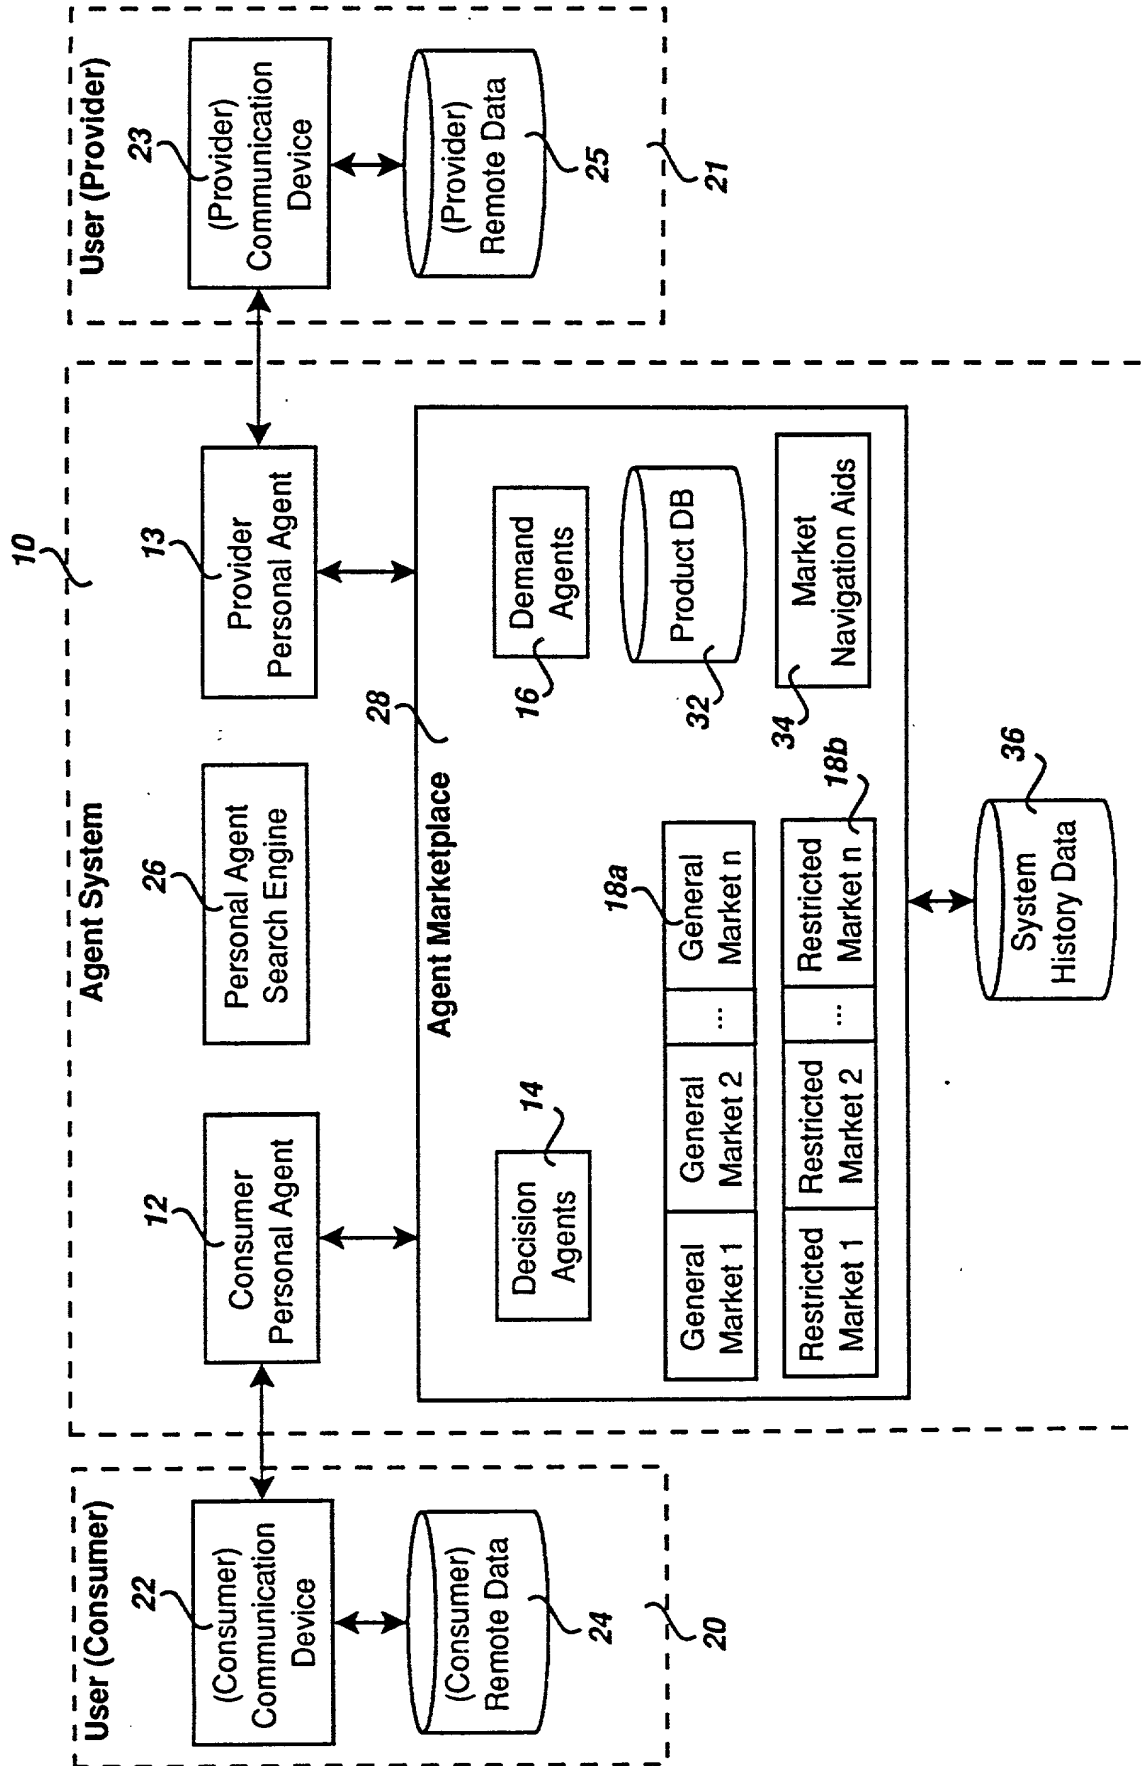 User (Consumer)
22
(Consumer)
Communication
Device
(Consumer)
Remote Data
24
20
10
Agent System
12
Consumer
Personal Agent
26
Personal Agent
Search Engine
13
Provider
Personal Agent
28
Agent Marketplace
14
Decision
Agents
Demand
Agents
16
General
Market 1
General
Market 2
...
General
Market n
18a
Restricted
Market 1
Restricted
Market 2
...
Restricted
Market n
18b
Product DB
32
Market
Navigation Aids
34
System
History Data
36
User (Provider)
23
(Provider)
Communication
Device
(Provider)
Remote Data
25
21